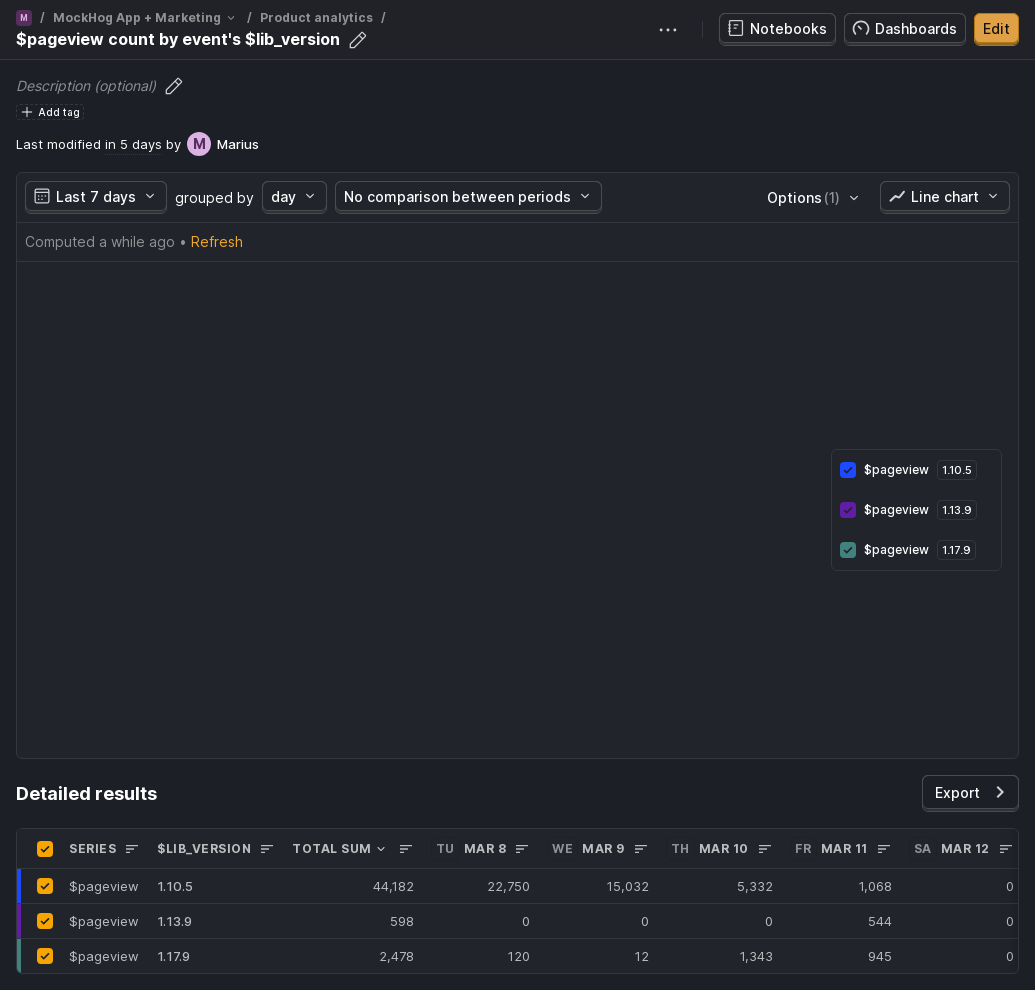 M / MockHog App + Marketing / Product analytics /
$pageview count by event's $lib_version
Notebooks Dashboards Edit
Description (optional)
Add tag
Last modified in 5 days by M Marius
Last 7 days grouped by day No comparison between periods Options (1) Line chart
Computed a while ago • Refresh
$pageview 1.10.5
$pageview 1.13.9
$pageview 1.17.9
Detailed results Export
SERIES $LIB_VERSION TOTAL SUM TU MAR 8 WE MAR 9 TH MAR 10 FR MAR 11 SA MAR 12
$pageview 1.10.5 44,182 22,750 15,032 5,332 1,068 0
$pageview 1.13.9 598 0 0 0 544 0
$pageview 1.17.9 2,478 120 12 1,343 945 0